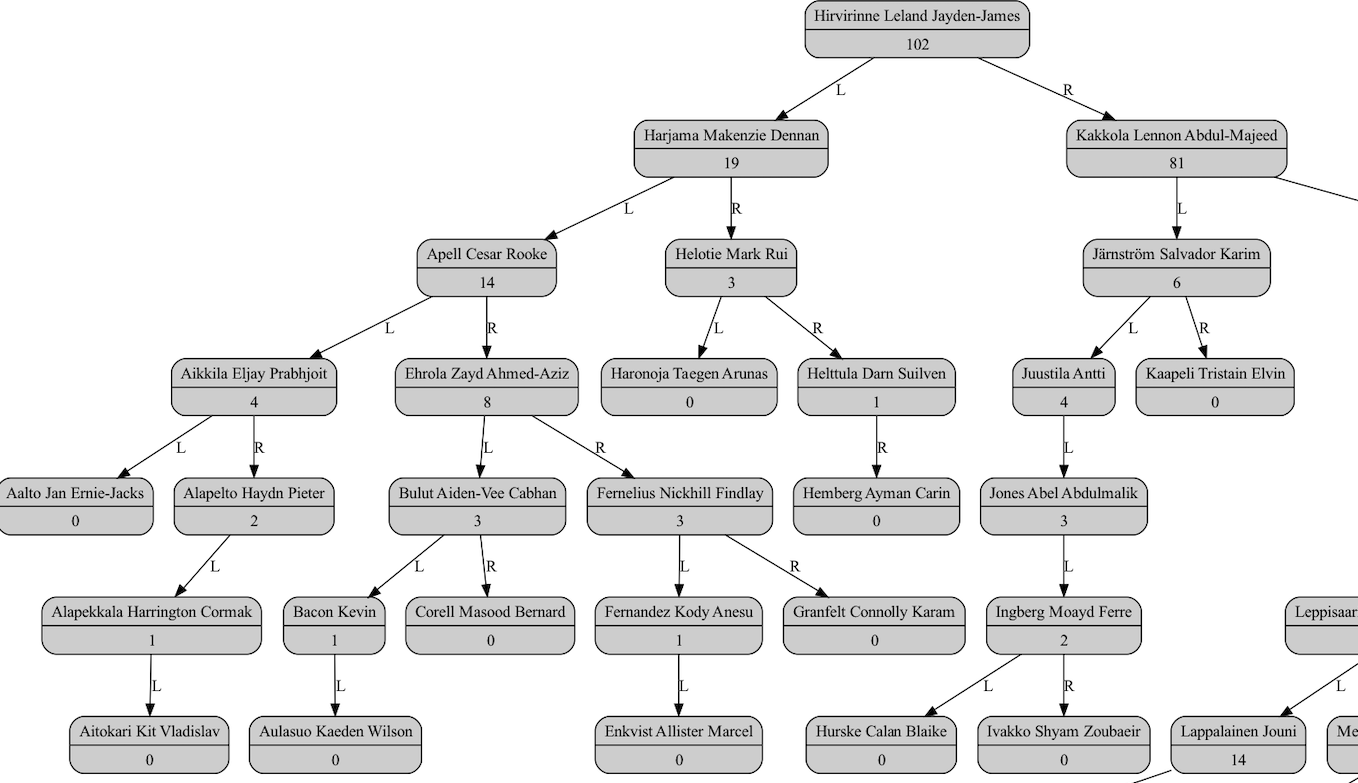 Hirvirinne Leland Jayden-James
102
L
R
Harjama Makenzie Dennan
19
Kakkola Lennon Abdul-Majeed
81
L
R
L
Apell Cesar Rooke
14
Helotie Mark Rui
3
Järnström Salvador Karim
6
L
R
L
R
L
R
Aikkila Eljay Prabhjoit
4
Ehrola Zayd Ahmed-Aziz
8
Haronoja Taegen Arunas
0
Helttula Darn Suilven
1
Juustila Antti
4
Kaapeli Tristain Elvin
0
L
R
L
R
R
L
Aalto Jan Ernie-Jacks
0
Alapelto Haydn Pieter
2
Bulut Aiden-Vee Cabhan
3
Fernelius Nickhill Findlay
3
Hemberg Ayman Carin
0
Jones Abel Abdulmalik
3
L
L
R
L
R
L
Alapekkala Harrington Cormak
1
Bacon Kevin
1
Corell Masood Bernard
0
Fernandez Kody Anesu
1
Granfelt Connolly Karam
0
Ingberg Moayd Ferre
2
Leppisaar
L
L
L
L
R
L
Aitokari Kit Vladislav
0
Aulasuo Kaeden Wilson
0
Enkvist Allister Marcel
0
Hurske Calan Blaike
0
Ivakko Shyam Zoubaeir
0
Lappalainen Jouni
14
Me